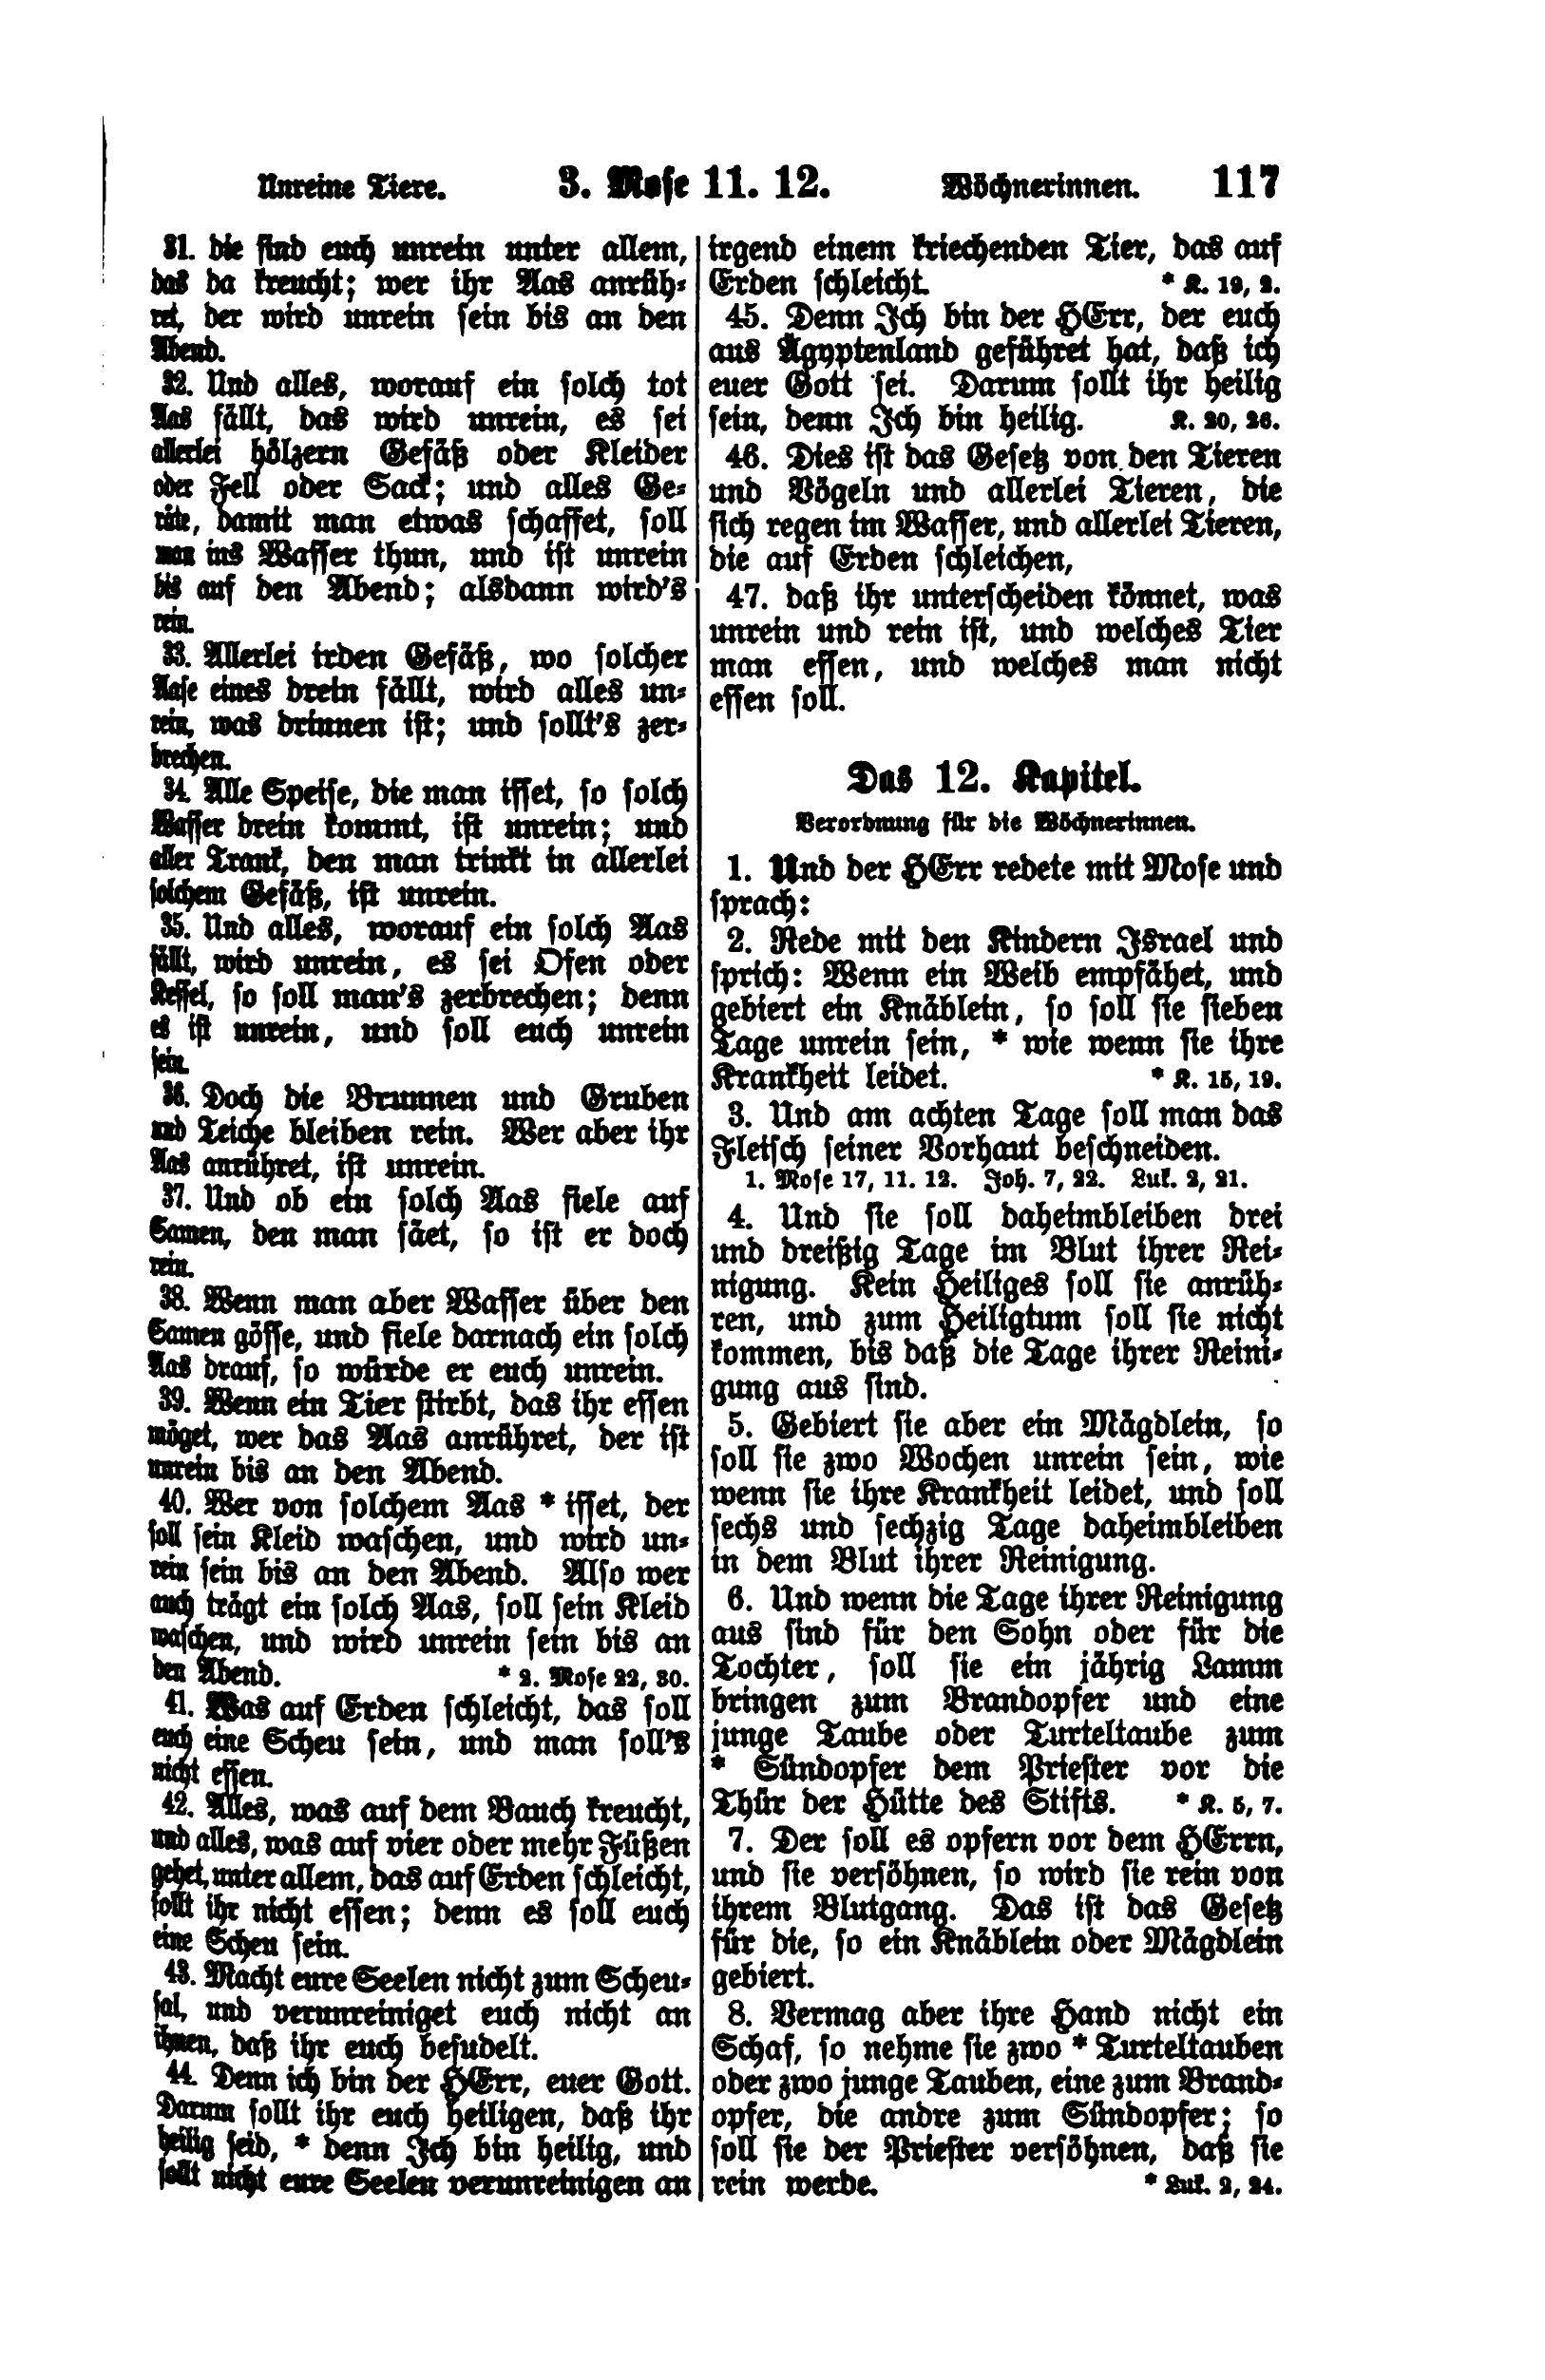 Unreine Tiere. 3. Mose 11. 12. Wöchnerinnen. 117
31. die sind euch unrein unter allem,
das da kreucht; wer ihr Aas anrüh-
ret, der wird unrein sein bis an den
Abend.
32. Und alles, worauf ein solch tot
Aas fällt, das wird unrein, es sei
allerlei hölzern Gefäß oder Kleider
oder Fell oder Sack; und alles Ge-
räte, damit man etwas schaffet, soll
man ins Wasser thun, und ist unrein
bis auf den Abend; alsdann wird's
rein.
33. Allerlei irden Gefäß, wo solcher
Aase eines drein fällt, wird alles un-
rein, was drinnen ist; und sollt's zer-
brechen.
34. Alle Speise, die man isset, so solch
Wasser drein kommt, ist unrein; und
aller Trank, den man trinkt in allerlei
solchem Gefäß, ist unrein.
35. Und alles, worauf ein solch Aas
fällt, wird unrein, es sei Ofen oder
Kessel, so soll man's zerbrechen; denn
es ist unrein, und soll euch unrein
sein.
36. Doch die Brunnen und Gruben
und Teiche bleiben rein. Wer aber ihr
Aas anrühret, ist unrein.
37. Und ob ein solch Aas fiele auf
Samen, den man säet, so ist er doch
rein.
38. Wenn man aber Wasser über den
Samen gösse, und fiele darnach ein solch
Aas drauf, so würde er euch unrein.
39. Wenn ein Tier stirbt, das ihr essen
möget, wer das Aas anrühret, der ist
unrein bis an den Abend.
40. Wer von solchem Aas * isset, der
soll sein Kleid waschen, und wird un-
rein sein bis an den Abend. Also wer
auch trägt ein solch Aas, soll sein Kleid
waschen, und wird unrein sein bis an
den Abend. * 2. Mose 22, 30.
41. Was auf Erden schleicht, das soll
euch eine Scheu sein, und man soll's
nicht essen.
42. Alles, was auf dem Bauch kreucht,
und alles, was auf vier oder mehr Füßen
gehet, unter allem, das auf Erden schleicht,
sollt ihr nicht essen; denn es soll euch
eine Scheu sein.
43. Macht eure Seelen nicht zum Scheu-
sal, und verunreiniget euch nicht an
ihnen, daß ihr euch besudelt.
44. Denn ich bin der HErr, euer Gott.
Darum sollt ihr euch heiligen, daß ihr
heilig seid, * denn Ich bin heilig, und
sollt nicht eure Seelen verunreinigen an
irgend einem kriechenden Tier, das auf
Erden schleicht. * K. 19, 2.
45. Denn Ich bin der HErr, der euch
aus Ägyptenland geführet hat, daß ich
euer Gott sei. Darum sollt ihr heilig
sein, denn Ich bin heilig. K. 20, 26.
46. Dies ist das Gesetz von den Tieren
und Vögeln und allerlei Tieren, die
sich regen im Wasser, und allerlei Tieren,
die auf Erden schleichen,
47. daß ihr unterscheiden könnet, was
unrein und rein ist, und welches Tier
man essen, und welches man nicht
essen soll.
Das 12. Kapitel.
Verordnung für die Wöchnerinnen.
1. Und der HErr redete mit Mose und
sprach:
2. Rede mit den Kindern Israel und
sprich: Wenn ein Weib empfähet, und
gebiert ein Knäblein, so soll sie sieben
Tage unrein sein, * wie wenn sie ihre
Krankheit leidet. * K. 15, 19.
3. Und am achten Tage soll man das
Fleisch seiner Vorhaut beschneiden.
1. Mose 17, 11. 12. Joh. 7, 22. Luk. 2, 21.
4. Und sie soll daheimbleiben drei
und dreißig Tage im Blut ihrer Rei-
nigung. Kein Heiliges soll sie anrüh-
ren, und zum Heiligtum soll sie nicht
kommen, bis daß die Tage ihrer Reini-
gung aus sind.
5. Gebiert sie aber ein Mägdlein, so
soll sie zwo Wochen unrein sein, wie
wenn sie ihre Krankheit leidet, und soll
sechs und sechzig Tage daheimbleiben
in dem Blut ihrer Reinigung.
6. Und wenn die Tage ihrer Reinigung
aus sind für den Sohn oder für die
Tochter, soll sie ein jährig Lamm
bringen zum Brandopfer und eine
junge Taube oder Turteltaube zum
* Sündopfer dem Priester vor die
Thür der Hütte des Stifts. * K. 5, 7.
7. Der soll es opfern vor dem HErrn,
und sie versöhnen, so wird sie rein von
ihrem Blutgang. Das ist das Gesetz
für die, so ein Knäblein oder Mägdlein
gebiert.
8. Vermag aber ihre Hand nicht ein
Schaf, so nehme sie zwo * Turteltauben
oder zwo junge Tauben, eine zum Brand-
opfer, die andre zum Sündopfer; so
soll sie der Priester versöhnen, daß sie
rein werde. * Luk. 2, 24.